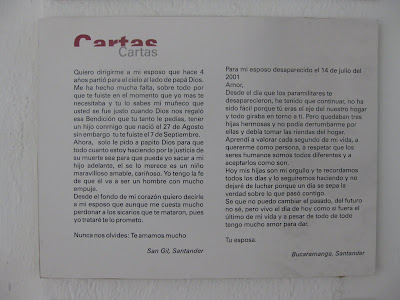 Cartas
Cartas
Quiero dirigirme a mi esposo que hace 4
años partió para el cielo al lado de papá Dios.
Me ha hecho mucha falta, sobre todo por
que te fuiste en el momento que yo mas te
necesitaba y tu lo sabes mi muñeco que
usted se fue justo cuando Dios nos regaló
esa Bendición que tu tanto le pedías, tener
un hijo conmigo que nació el 27 de Agosto
sin embargo tu te fuiste el 7 de Septiembre.
Ahora, solo le pido a papito Dios para que
todo cuanto estoy haciendo por la justicia de
su muerte sea para que pueda yo sacar a mi
hijo adelante, el se lo merece es un niño
maravilloso amable, cariñoso. Yo tengo la fe
de que él va a ser un hombre con mucho
empuje.
Desde el fondo de mi corazón quiero decirle
a mi esposo que aunque me cuesta mucho
perdonar a los sicarios que te mataron, pues
yo trataré te lo prometo.
Nunca nos olvides: Te amamos mucho
San Gil, Santander
Para mi esposo desaparecido el 14 de julio del
2001
Amor,
Desde el día que los paramilitares te
desaparecieron, he tenido que continuar, no ha
sido fácil porque tú eras el eje del nuestro hogar
y todo giraba en torno a ti. Pero quedaban tres
hijas hermosas y no podía derrumbarme por
ellas y debía tomar las riendas del hogar.
Aprendí a valorar cada segundo de mi vida, a
quererme como persona, a respetar que los
seres humanos somos todos diferentes y a
aceptarlos como son.
Hoy mis hijas son mi orgullo y te recordamos
todos los días y lo seguiremos haciendo y no
dejaré de luchar porque un día se sepa la
verdad sobre lo que pasó contigo.
Se que no puedo cambiar el pasado, del futuro
no sé, pero vivo el día de hoy como si fuera el
último de mi vida y a pesar de todo de todo
tengo mucho amor para dar.
Tu esposa.
Bucaramanga, Santander